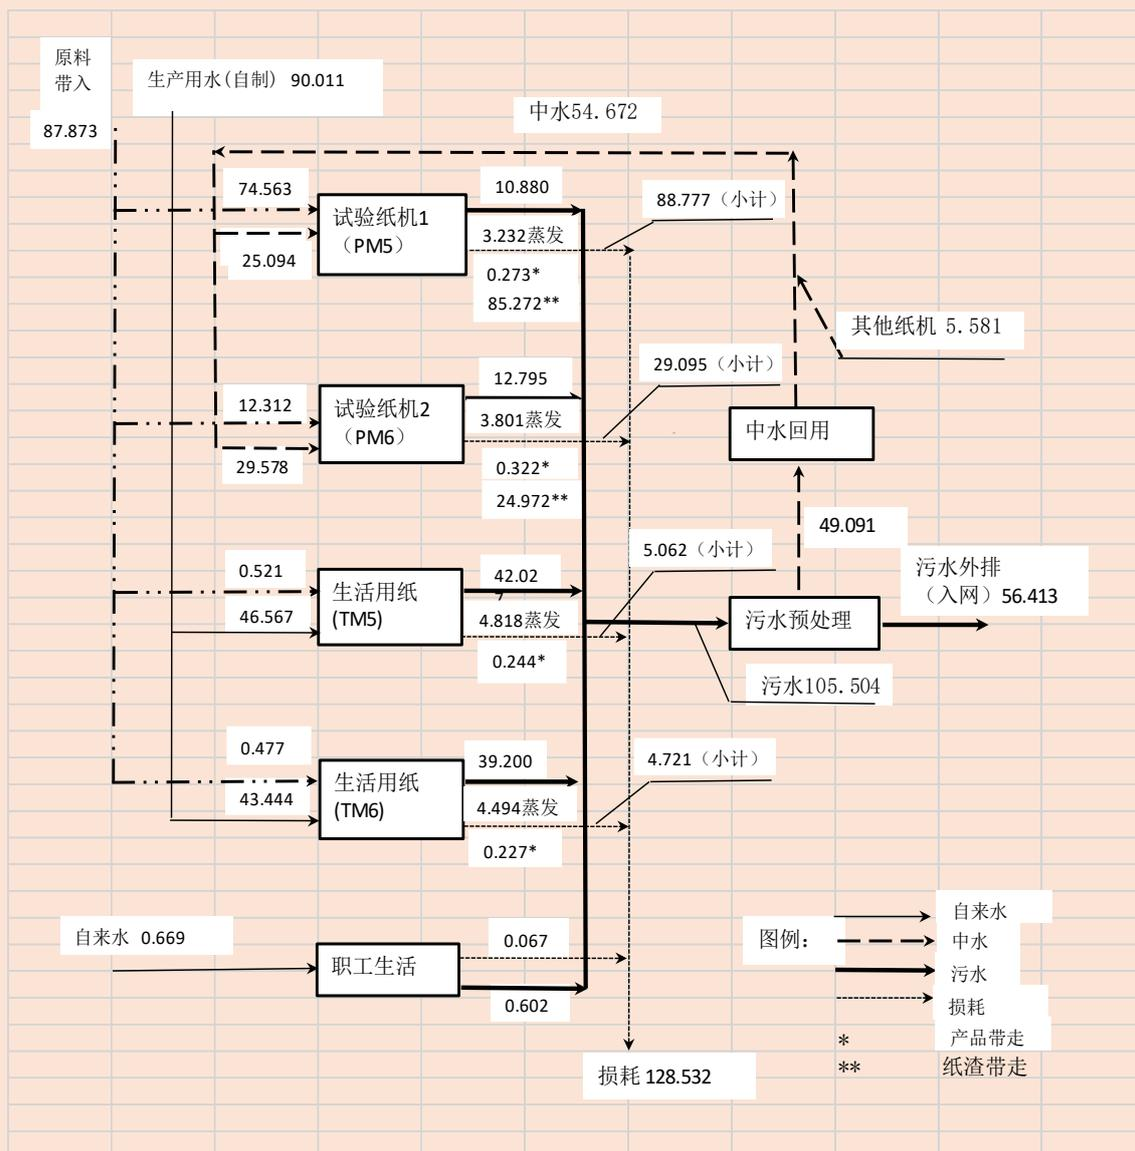 原料
带入
87.873
生产用水(自制) 90.011
中水54.672
74.563
25.094
试验纸机1
（PM5）
10.880
3.232蒸发
0.273*
85.272**
88.777（小计）
其他纸机 5.581
12.312
29.578
试验纸机2
（PM6）
12.795
3.801蒸发
0.322*
24.972**
29.095（小计）
中水回用
49.091
0.521
46.567
生活用纸
(TM5)
42.02
7
4.818蒸发
0.244*
5.062（小计）
污水预处理
污水外排
（入网）56.413
污水105.504
0.477
43.444
生活用纸
(TM6)
39.200
4.494蒸发
0.227*
4.721（小计）
自来水 0.669
职工生活
0.067
0.602
损耗 128.532
图例：
自来水
中水
污水
损耗
* 产品带走
** 纸渣带走